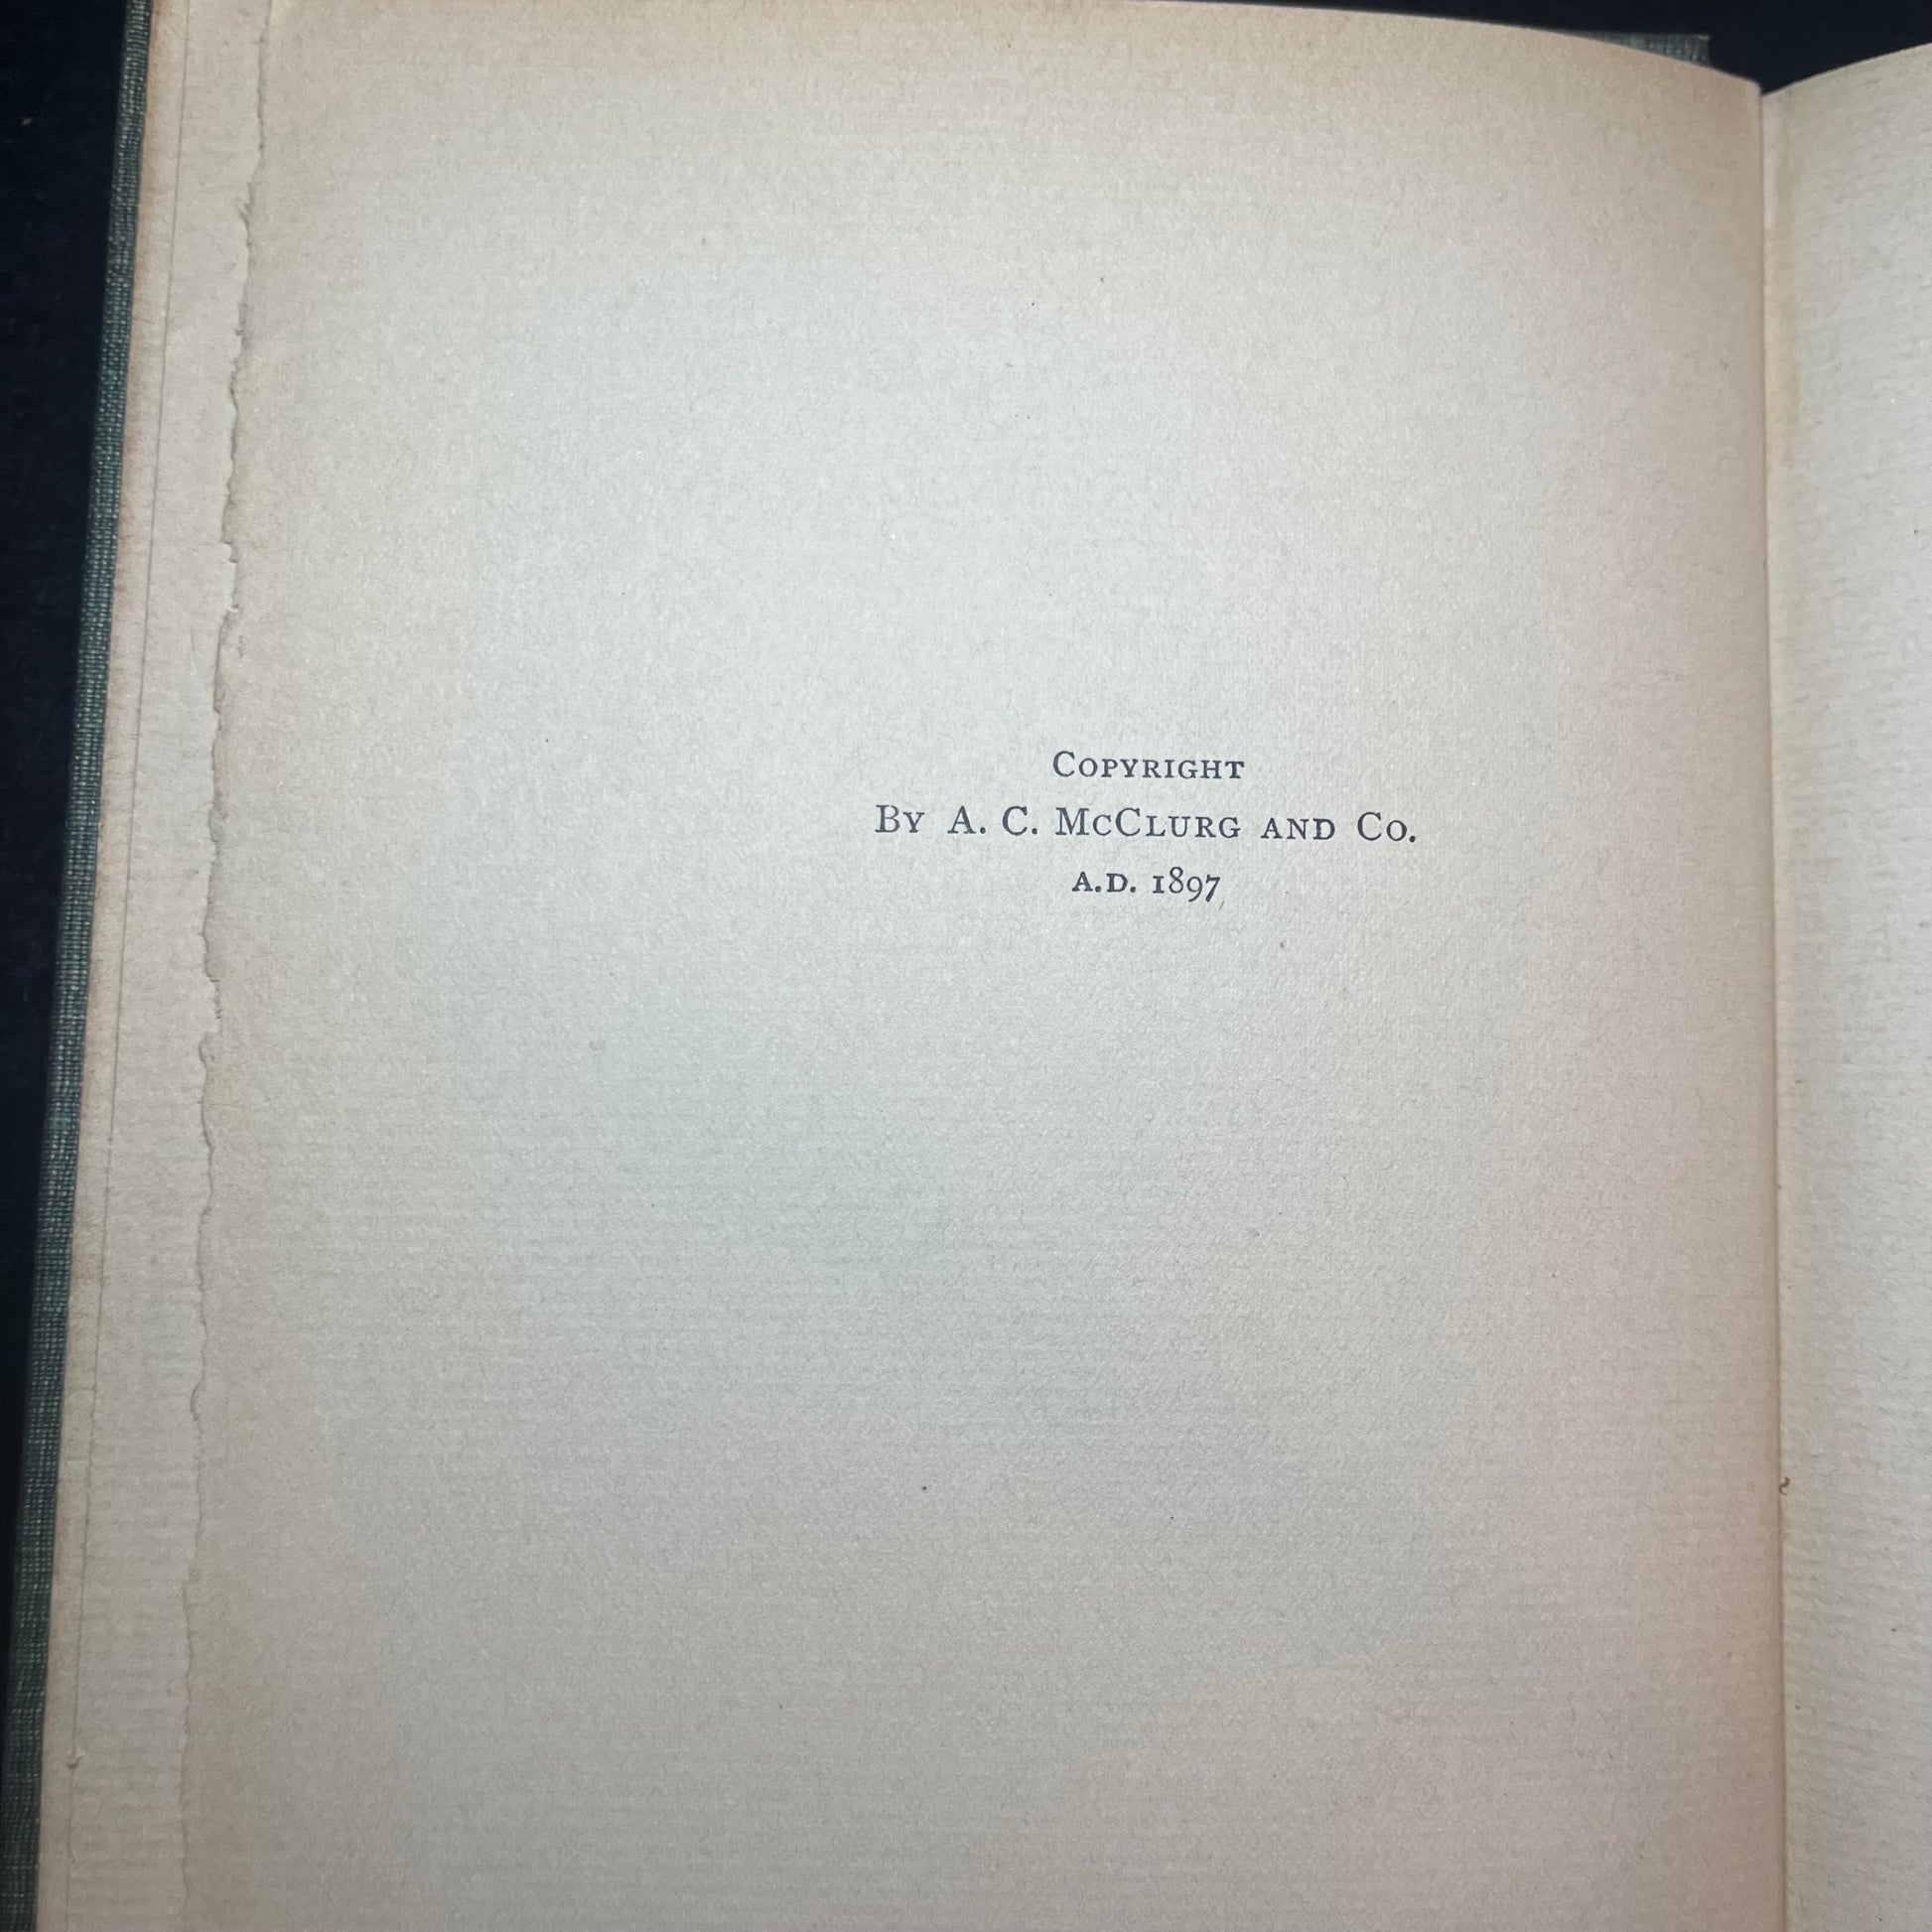 Copyright
By A. C. McClurg and Co.
A.D. 1897